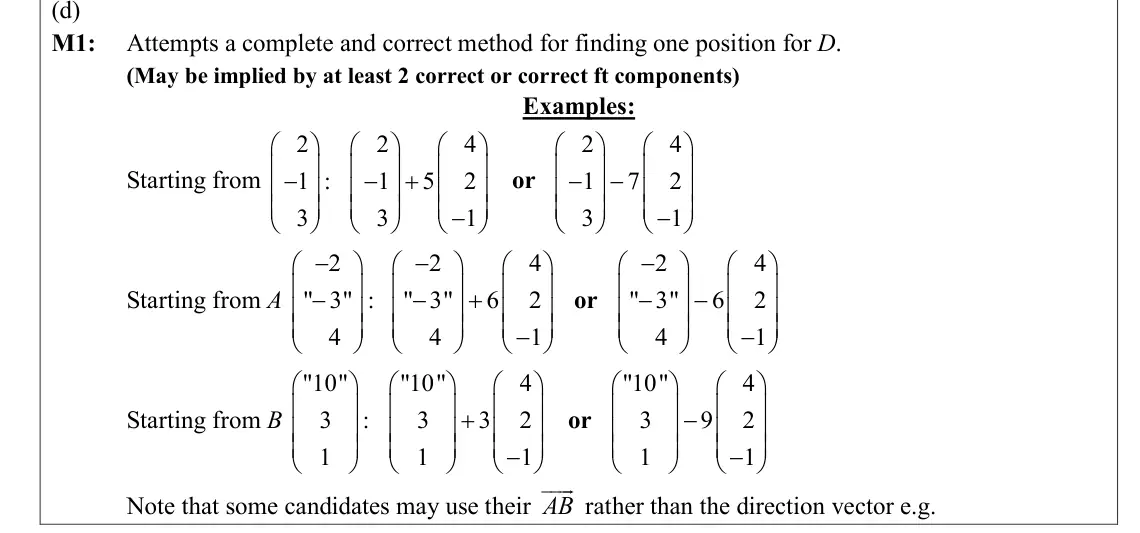 (d)
M1: Attempts a complete and correct method for finding one position for D.
(May be implied by at least 2 correct or correct ft components)
Examples:
Starting from (2 −1 3) : (2 −1 3) + 5 (4 2 −1) or (2 −1 3) − 7 (4 2 −1)
Starting from A (−2 "−3" 4) : (−2 "−3" 4) + 6 (4 2 −1) or (−2 "−3" 4) − 6 (4 2 −1)
Starting from B ("10" 3 1) : ("10" 3 1) + 3 (4 2 −1) or ("10" 3 1) − 9 (4 2 −1)
Note that some candidates may use their AB rather than the direction vector e.g.